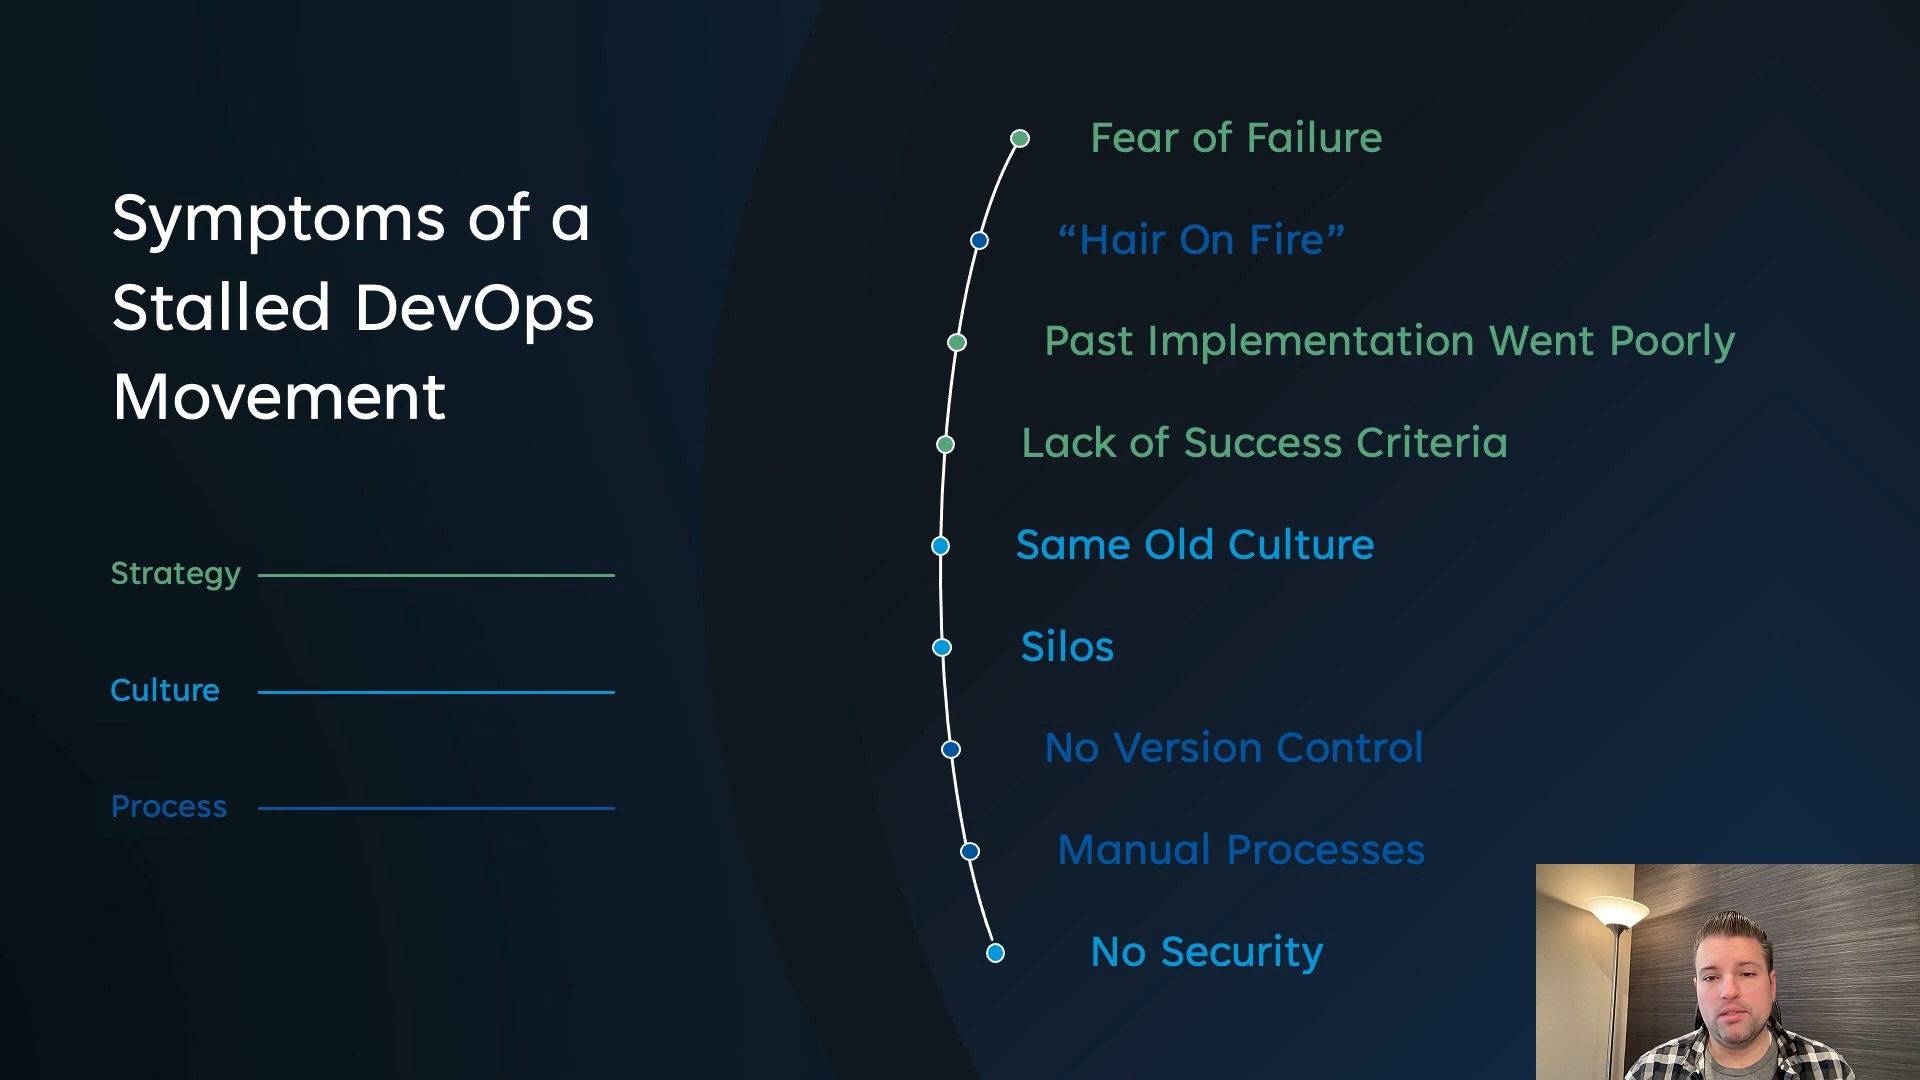 Symptoms of a
Stalled DevOps
Movement
Strategy
Culture
Process
Fear of Failure
“Hair On Fire”
Past Implementation Went Poorly
Lack of Success Criteria
Same Old Culture
Silos
No Version Control
Manual Processes
No Security